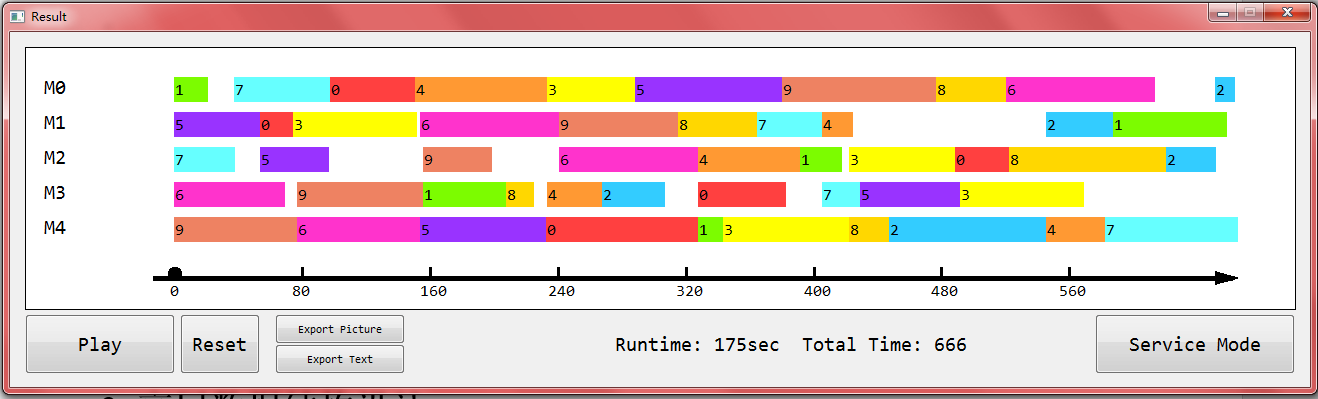 Result
M0 1 7 0 4 3 5 9 8 6 2
M1 5 0 3 6 9 8 7 4 2 1
M2 7 5 9 6 4 1 3 0 8 2
M3 6 9 1 8 4 2 0 7 5 3
M4 9 6 5 0 1 3 8 2 4 7
0 80 160 240 320 400 480 560
Play Reset Export Picture Runtime: 175sec Total Time: 666 Service Mode
Export Text